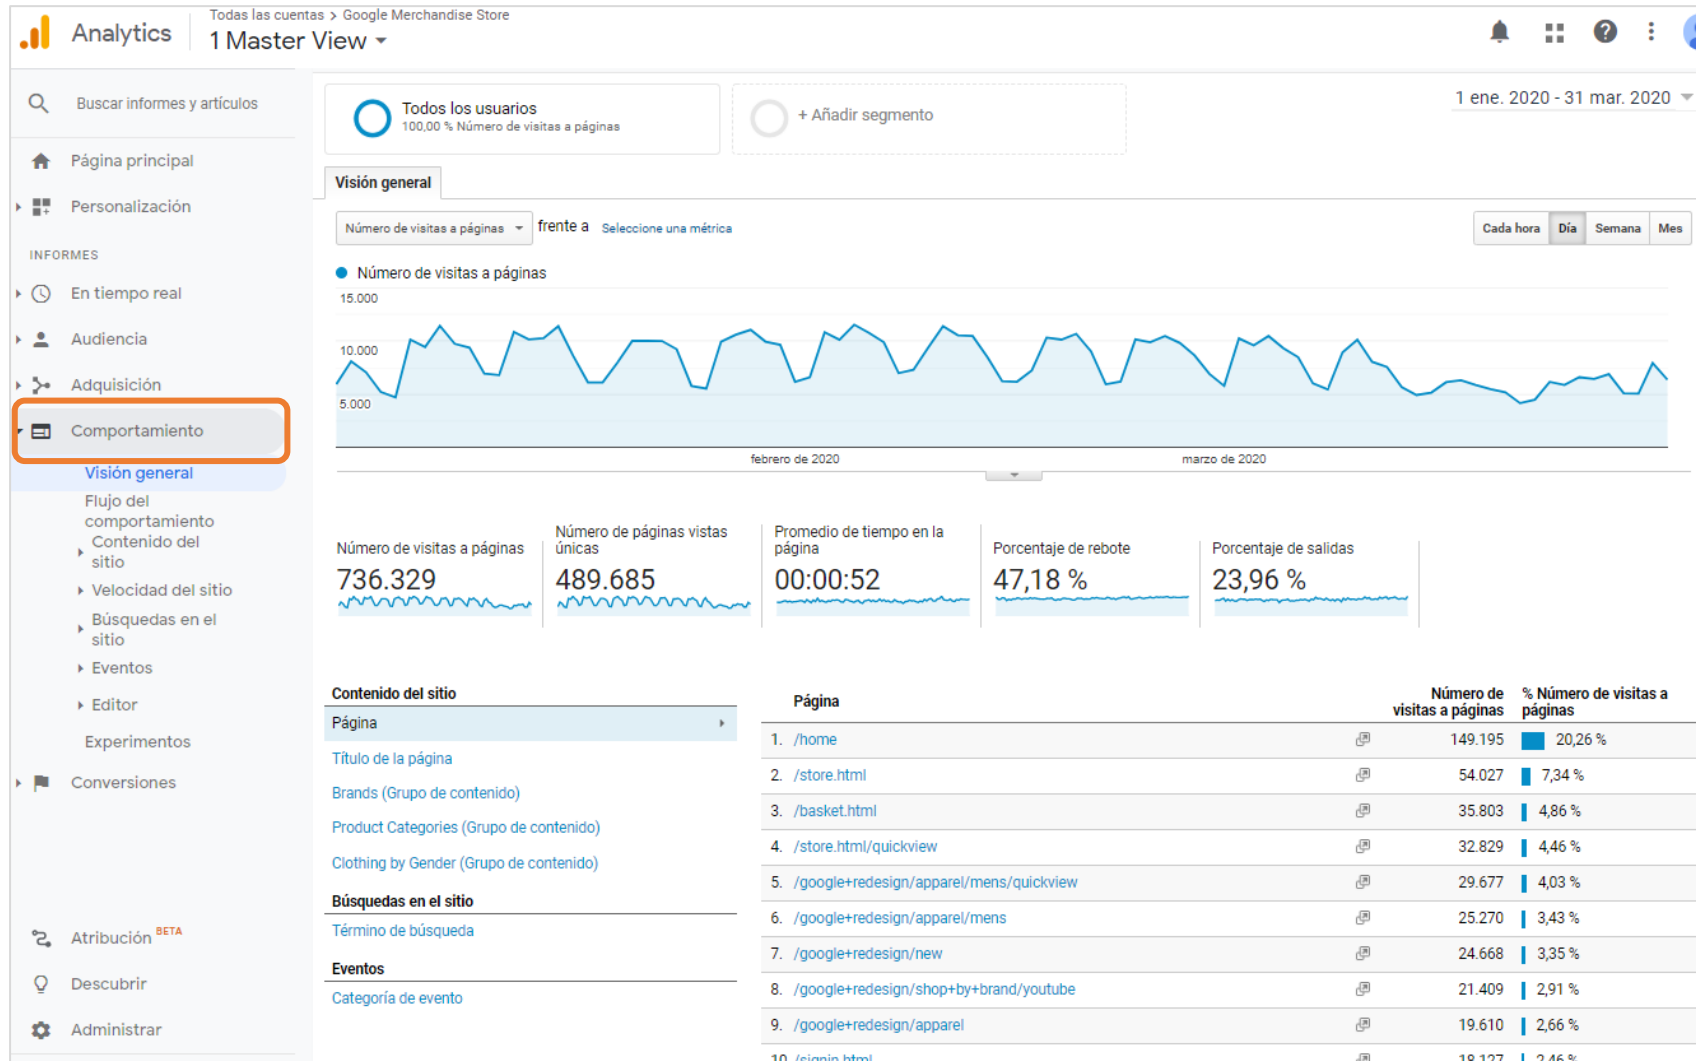 Todas las cuentas > Google Merchandise Store
Analytics
1 Master View
Buscar informes y artículos
Página principal
Personalización
INFORMES
En tiempo real
Audiencia
Adquisición
Comportamiento
Visión general
Flujo del
comportamiento
Contenido del
sitio
Velocidad del sitio
Búsquedas en el
sitio
Eventos
Editor
Experimentos
Conversiones
Atribución BETA
Descubrir
Administrar
Todos los usuarios
100,00 % Número de visitas a páginas
+ Añadir segmento
1 ene. 2020 - 31 mar. 2020
Visión general
Número de visitas a páginas frente a Seleccione una métrica
Cada hora Día Semana Mes
Número de visitas a páginas
15.000
10.000
5.000
febrero de 2020 marzo de 2020
Número de visitas a páginas
736.329
Número de páginas vistas
únicas
489.685
Promedio de tiempo en la
página
00:00:52
Porcentaje de rebote
47,18 %
Porcentaje de salidas
23,96 %
Contenido del sitio
Página
Título de la página
Brands (Grupo de contenido)
Product Categories (Grupo de contenido)
Clothing by Gender (Grupo de contenido)
Búsquedas en el sitio
Término de búsqueda
Eventos
Categoría de evento
Página
Número de
visitas a páginas
% Número de visitas a
páginas
1. /home 149.195 20,26 %
2. /store.html 54.027 7,34 %
3. /basket.html 35.803 4,86 %
4. /store.html/quickview 32.829 4,46 %
5. /google+redesign/apparel/mens/quickview 29.677 4,03 %
6. /google+redesign/apparel/mens 25.270 3,43 %
7. /google+redesign/new 24.668 3,35 %
8. /google+redesign/shop+by+brand/youtube 21.409 2,91 %
9. /google+redesign/apparel 19.610 2,66 %
10. /signin.html 18.127 2,46 %